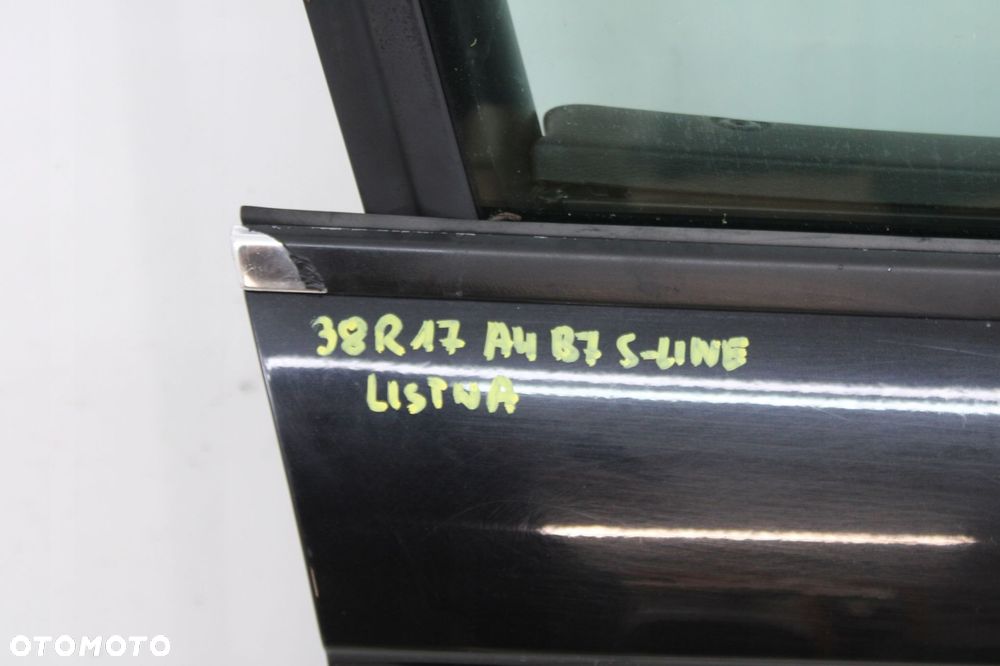 38R17 A4 B7 S-LINE
LISTWA
OTOMOTO